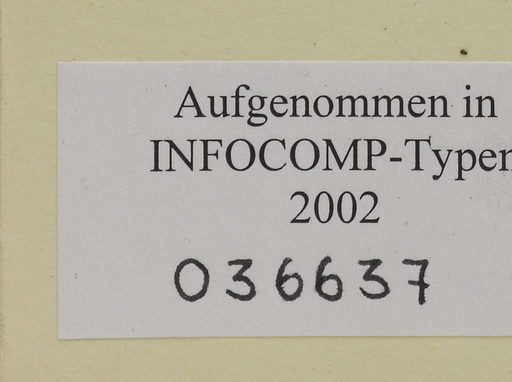 Aufgenommen in
INFOCOMP-Typen
2002
036637